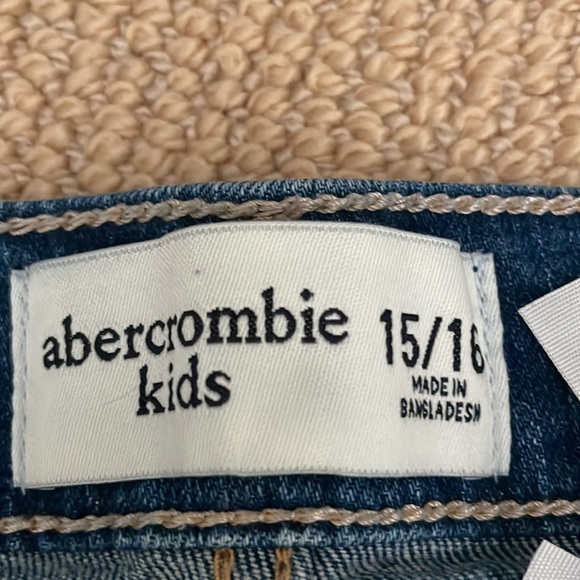 abercrombie
kids
15/16
MADE IN
BANGLADESH